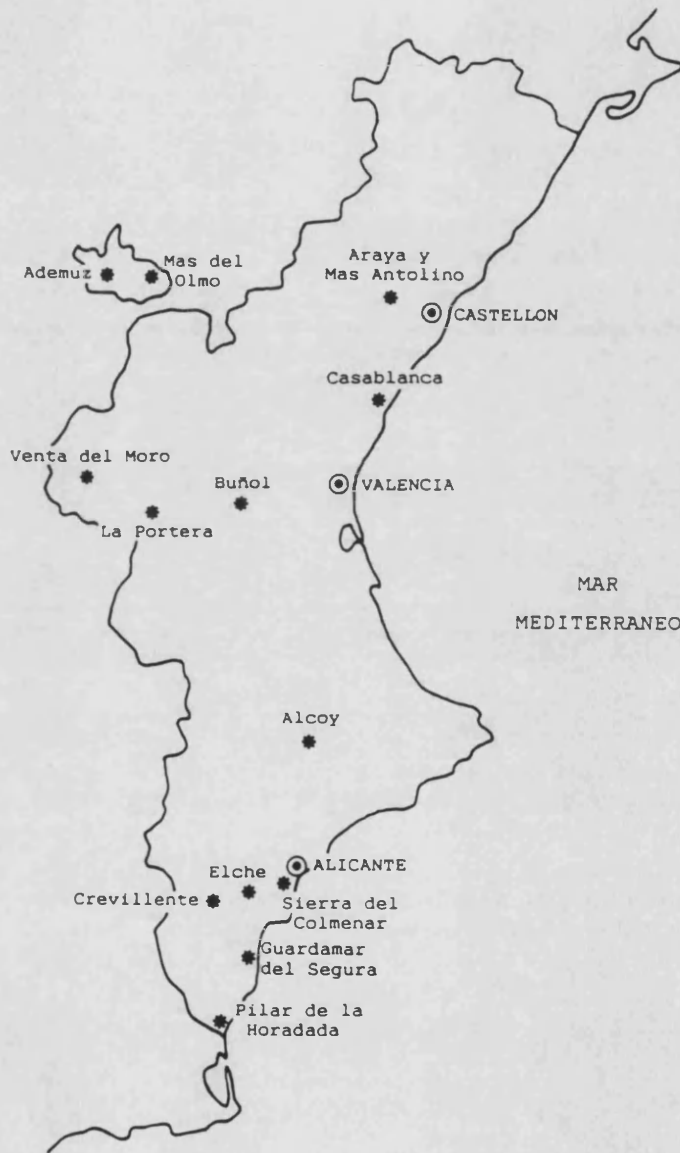 Ademuz
Mas del
Olmo
Araya y
Mas Antolino
CASTELLON
Casablanca
Venta del Moro
Buñol
VALENCIA
La Portera
MAR
MEDITERRANEO
Alcoy
Elche
ALICANTE
Crevillente
Sierra del
Colmenar
Guardamar
del Segura
Pilar de la
Horadada